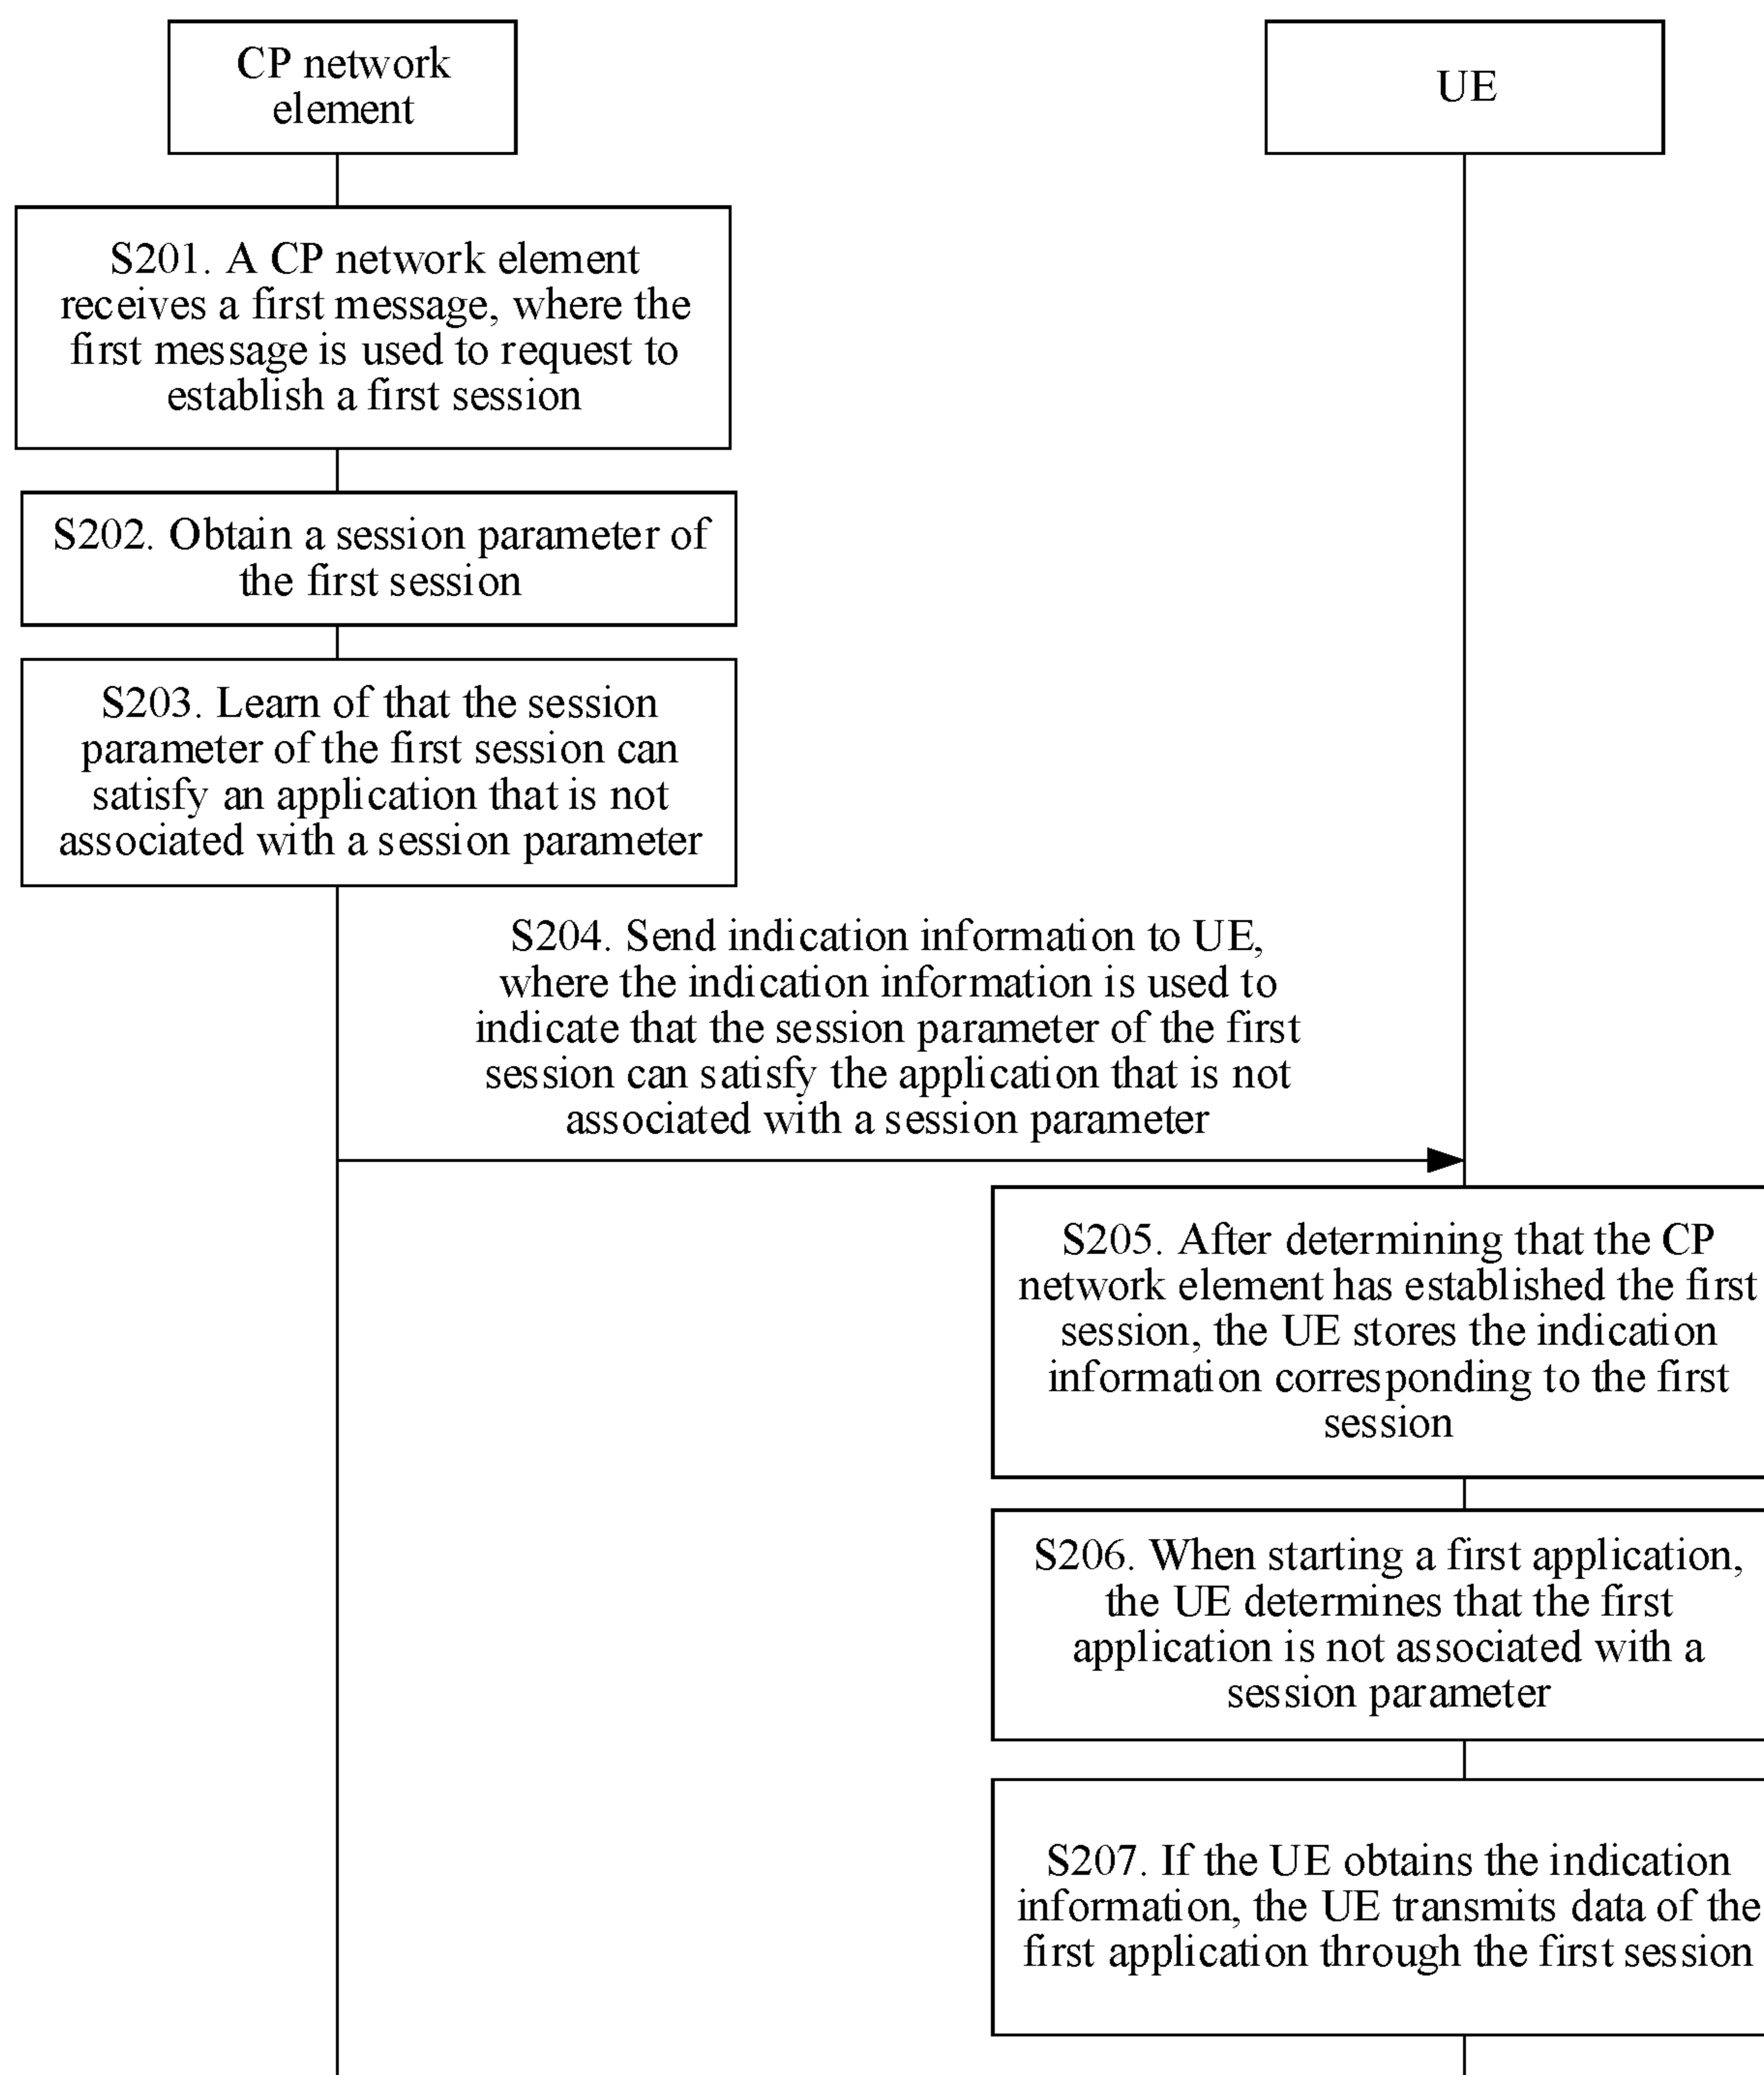 CP network
element
UE
S201. A CP network element
receives a first message, where the
first message is used to request to
establish a first session
S202. Obtain a session parameter of
the first session
S203. Learn of that the session
parameter of the first session can
satisfy an application that is not
associated with a session parameter
S204. Send indication information to UE,
where the indication information is used to
indicate that the session parameter of the first
session can satisfy the application that is not
associated with a session parameter
S205. After determining that the CP
network element has established the first
session, the UE stores the indication
information corresponding to the first
session
S206. When starting a first application,
the UE determines that the first
application is not associated with a
session parameter
S207. If the UE obtains the indication
information, the UE transmits data of the
first application through the first session